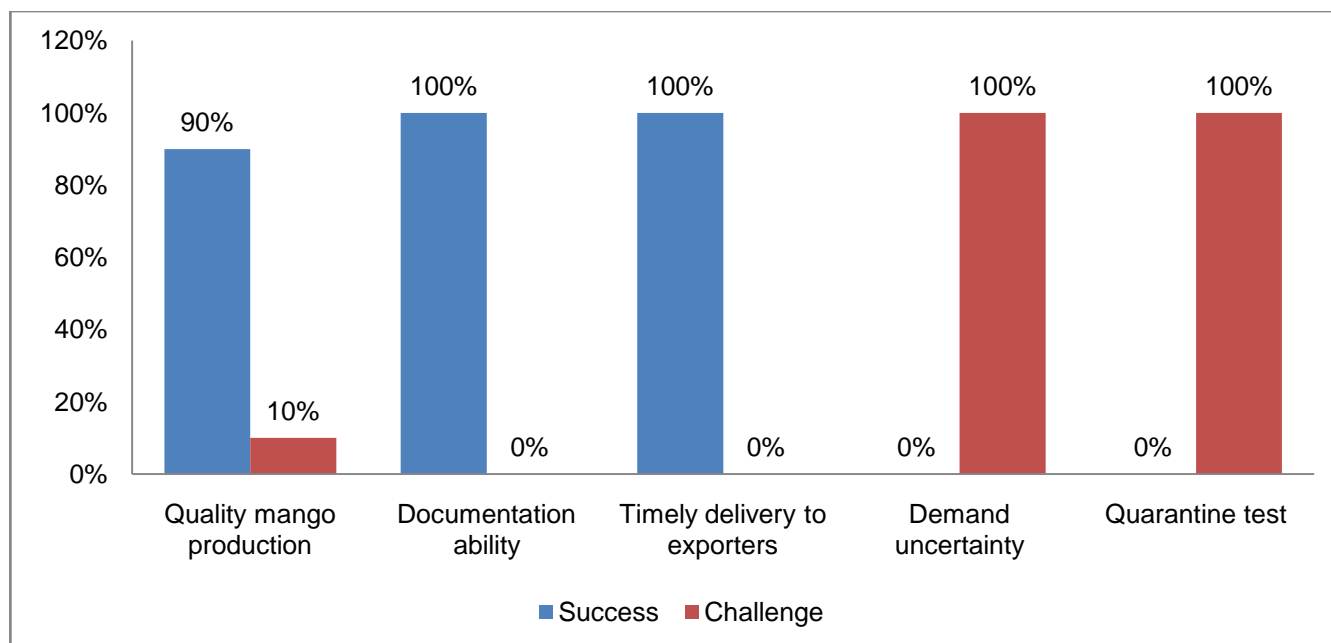 120%
100%
80%
60%
40%
20%
0%
90%
10%
100%
0%
100%
0%
0%
100%
0%
100%
Quality mango
production
Documentation
ability
Timely delivery to
exporters
Demand
uncertainty
Quarantine test
Success
Challenge